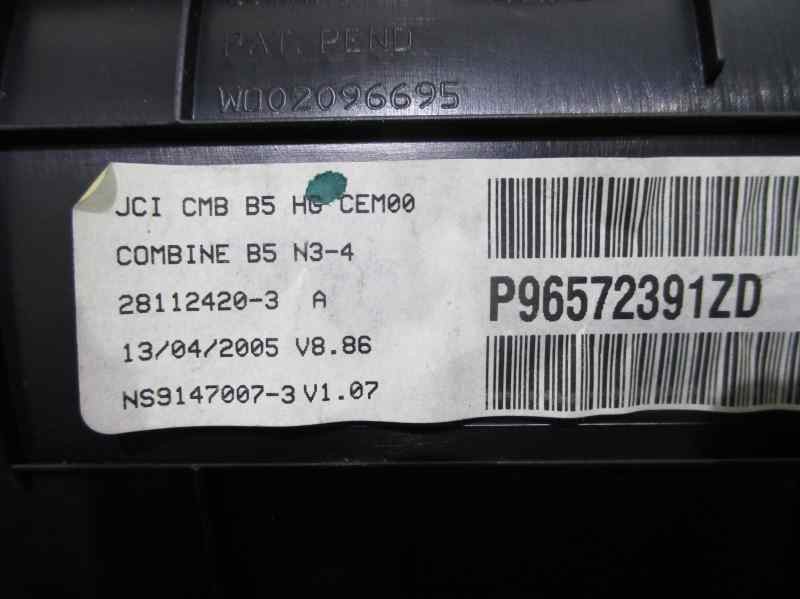 PAT. PEND
W002096695
JCI CMB B5 HG CEM00
COMBINE B5 N3-4
28112420-3 A
P96572391ZD
13/04/2005 V8.86
NS9147007-3 V1.07